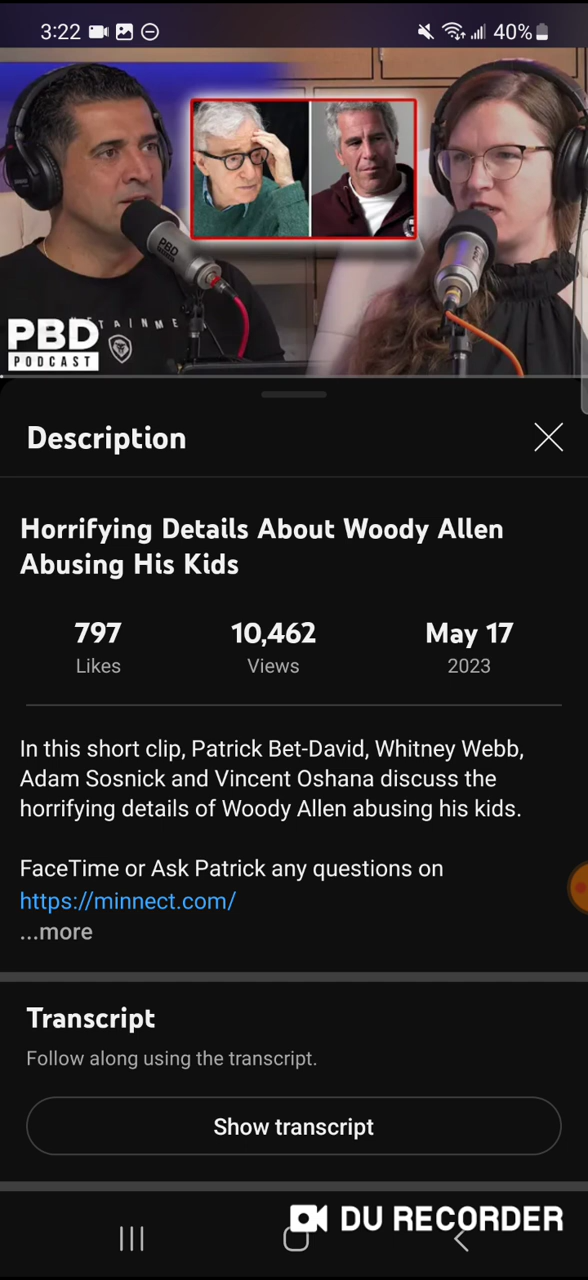 3:22
40%
PBD
PBD
PODCAST
Description
Horrifying Details About Woody Allen
Abusing His Kids
797
10,462
May 17
Likes
Views
2023
In this short clip, Patrick Bet-David, Whitney Webb,
Adam Sosnick and Vincent Oshana discuss the
horrifying details of Woody Allen abusing his kids.
FaceTime or Ask Patrick any questions on
https://minnect.com/
...more
Transcript
Follow along using the transcript.
Show transcript
DU RECORDER